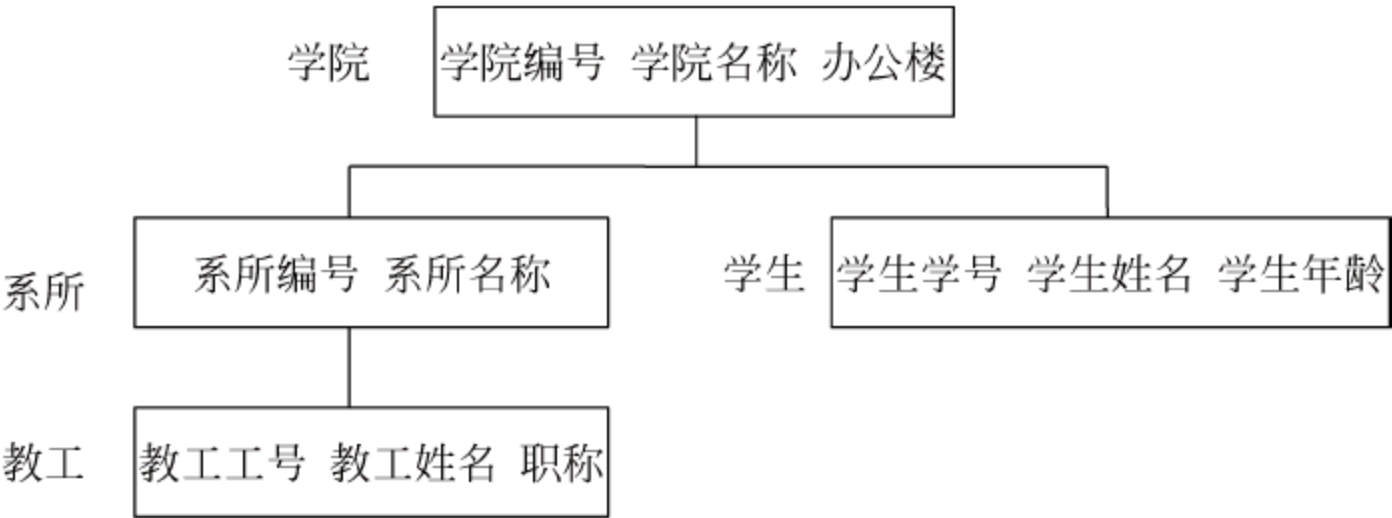 学院 学院编号 学院名称 办公楼
系所 系所编号 系所名称
学生 学生学号 学生姓名 学生年龄
教工 教工工号 教工姓名 职称